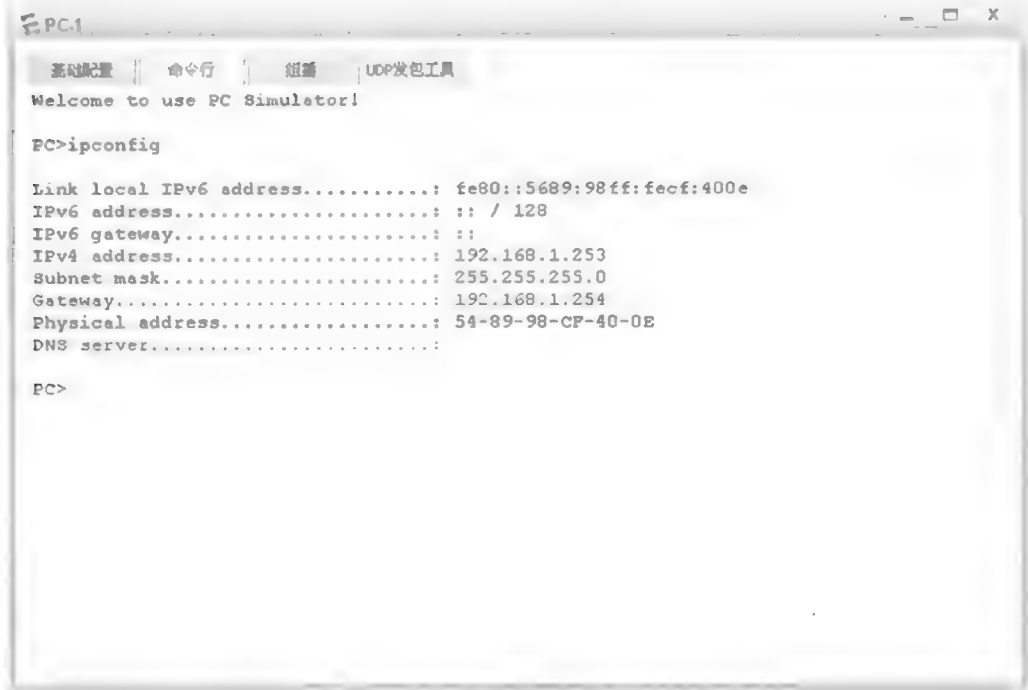 PC-1
基础配置 命令行 组播 UDP发包工具
Welcome to use PC Simulator!
PC>ipconfig
Link local IPv6 address...........: fe80::5689:98ff:fecf:400e
IPv6 address......................: :: / 128
IPv6 gateway......................: ::
IPv4 address......................: 192.168.1.253
Subnet mask.......................: 255.255.255.0
Gateway...........................: 192.168.1.254
Physical address..................: 54-89-98-CF-40-0E
DNS server........................:
PC>